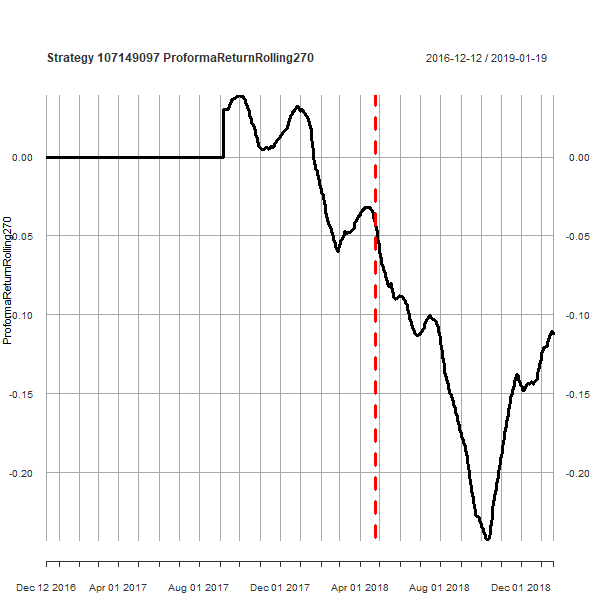 Strategy 107149097 ProformaReturnRolling270
2016-12-12 / 2019-01-19
ProformaReturnRolling270
0.00 0.00
-0.05 -0.05
-0.10 -0.10
-0.15 -0.15
-0.20 -0.20
Dec 12 2016 Apr 01 2017 Aug 01 2017 Dec 01 2017 Apr 01 2018 Aug 01 2018 Dec 01 2018